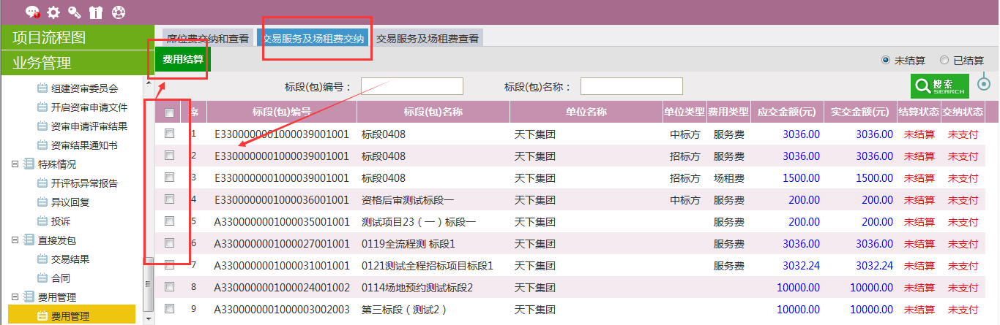 项目流程图
业务管理
组建资审委员会
开启资审申请文件
资审申请评审结果
资审结果通知书
特殊情况
开评标异常报告
异议回复
投诉
直接发包
交易结果
合同
费用管理
费用管理
席位费交纳和查看 交易服务及场租费交纳 交易服务及场租费查看
费用结算 未结算 已结算
标段(包)编号： 标段(包)名称： 搜索 SEARCH
序 标段(包)编号 标段(包)名称 单位名称 单位类型 费用类型 应交金额(元) 实交金额(元) 结算状态 交纳状态
1 E3300000001000039001001 标段0408 天下集团 中标方 服务费 3036.00 3036.00 未结算 未支付
2 E3300000001000039001001 标段0408 天下集团 招标方 服务费 3036.00 3036.00 未结算 未支付
3 E3300000001000039001001 标段0408 天下集团 招标方 场租费 1500.00 1500.00 未结算 未支付
4 E3300000001000036001001 资格后审测试标段一 天下集团 中标方 服务费 200.00 200.00 未结算 未支付
5 A3300000001000035001001 测试项目23（一）标段一 天下集团 服务费 200.00 200.00 未结算 未支付
6 A3300000001000027001001 0119全流程测 标段1 天下集团 服务费 3036.00 3036.00 未结算 未支付
7 A3300000001000031001001 0121测试全程招标项目标段1 天下集团 服务费 3032.24 3032.24 未结算 未支付
8 A3300000001000024001002 0114场地预约测试标段2 天下集团 10000.00 10000.00 未结算 未支付
9 A3300000001000003002003 第三标段（测试2） 天下集团 10000.00 10000.00 未结算 未支付